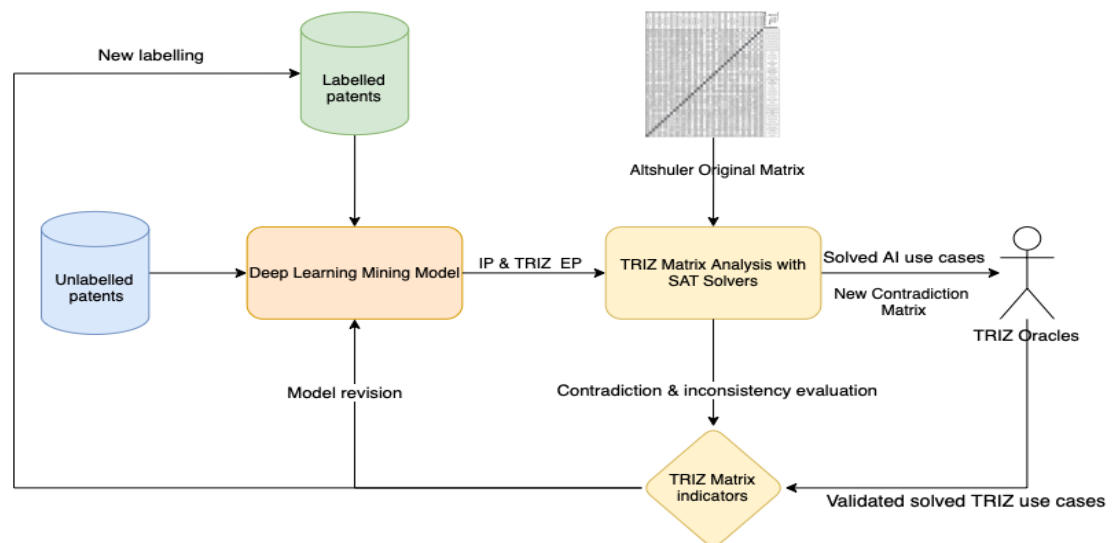 New labelling
Labelled
patents
Altshuler Original Matrix
Unlabelled
patents
Deep Learning Mining Model
IP & TRIZ_EP
TRIZ Matrix Analysis with
SAT Solvers
Solved AI use cases
New Contradiction
Matrix
TRIZ Oracles
Model revision
Contradiction & inconsistency evaluation
TRIZ Matrix
indicators
Validated solved TRIZ use cases